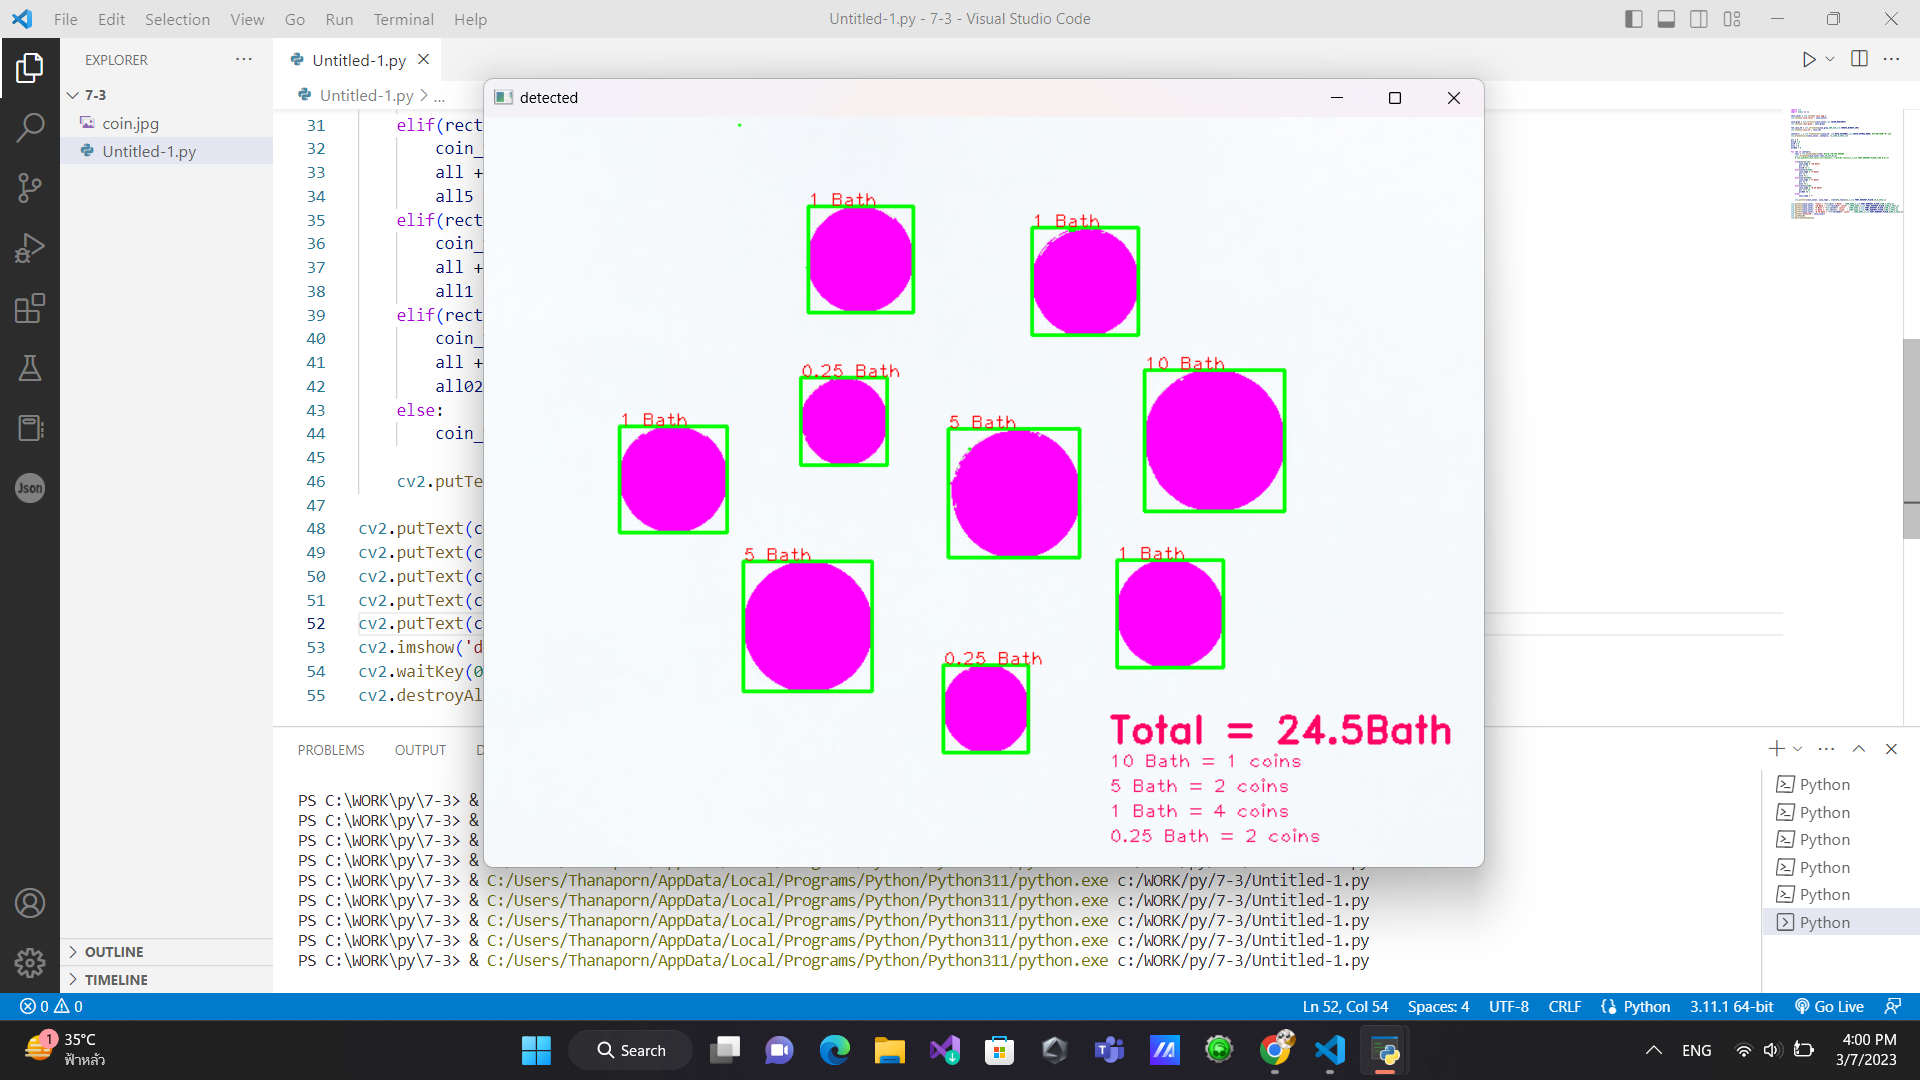 File Edit Selection View Go Run Terminal Help
Untitled-1.py - 7-3 - Visual Studio Code
EXPLORER
7-3
coin.jpg
Untitled-1.py
Untitled-1.py
Untitled-1.py > ...
31 elif(rect
32 coin_
33 all +
34 all5
35 elif(rect
36 coin_
37 all +
38 all1
39 elif(rect
40 coin_
41 all +
42 all02
43 else:
44 coin_
45
46 cv2.putTe
47
48 cv2.putText(c
49 cv2.putText(c
50 cv2.putText(c
51 cv2.putText(c
52 cv2.putText(c
53 cv2.imshow('d
54 cv2.waitKey(0
55 cv2.destroyAl
detected
1 Bath
1 Bath
0.25 Bath
10 Bath
1 Bath
5 Bath
5 Bath
1 Bath
0.25 Bath
Total = 24.5Bath
10 Bath = 1 coins
5 Bath = 2 coins
1 Bath = 4 coins
0.25 Bath = 2 coins
PROBLEMS OUTPUT D
PS C:\WORK\py\7-3> &
PS C:\WORK\py\7-3> &
PS C:\WORK\py\7-3> &
PS C:\WORK\py\7-3> &
PS C:\WORK\py\7-3> & C:/Users/Thanaporn/AppData/Local/Programs/Python/Python311/python.exe c:/WORK/py/7-3/Untitled-1.py
PS C:\WORK\py\7-3> & C:/Users/Thanaporn/AppData/Local/Programs/Python/Python311/python.exe c:/WORK/py/7-3/Untitled-1.py
PS C:\WORK\py\7-3> & C:/Users/Thanaporn/AppData/Local/Programs/Python/Python311/python.exe c:/WORK/py/7-3/Untitled-1.py
PS C:\WORK\py\7-3> & C:/Users/Thanaporn/AppData/Local/Programs/Python/Python311/python.exe c:/WORK/py/7-3/Untitled-1.py
PS C:\WORK\py\7-3> & C:/Users/Thanaporn/AppData/Local/Programs/Python/Python311/python.exe c:/WORK/py/7-3/Untitled-1.py
Python
Python
Python
Python
Python
Python
Json
OUTLINE
TIMELINE
0 0
Ln 52, Col 54 Spaces: 4 UTF-8 CRLF Python 3.11.1 64-bit Go Live
1
35°C
ฟ้าหลัว
Search
ENG
4:00 PM
3/7/2023